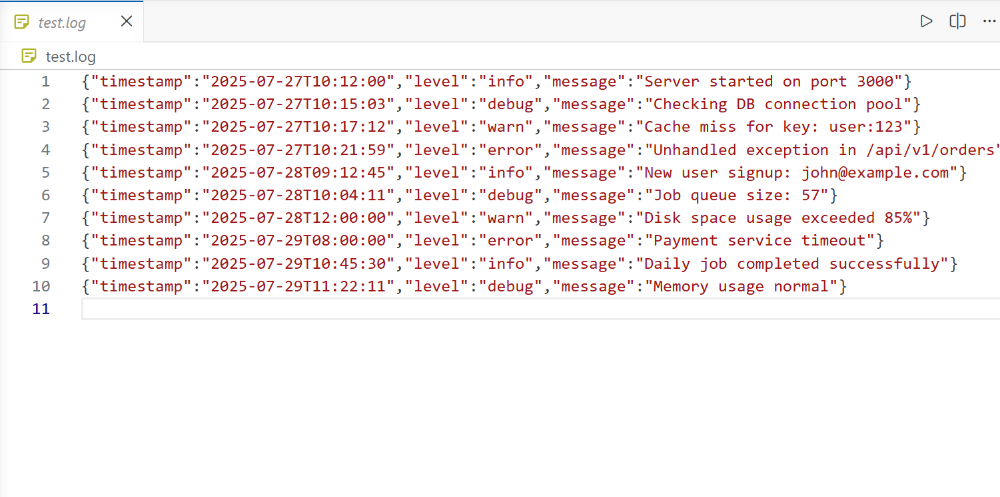 test.log
test.log
1 {"timestamp":"2025-07-27T10:12:00","level":"info","message":"Server started on port 3000"}
2 {"timestamp":"2025-07-27T10:15:03","level":"debug","message":"Checking DB connection pool"}
3 {"timestamp":"2025-07-27T10:17:12","level":"warn","message":"Cache miss for key: user:123"}
4 {"timestamp":"2025-07-27T10:21:59","level":"error","message":"Unhandled exception in /api/v1/orders"
5 {"timestamp":"2025-07-28T09:12:45","level":"info","message":"New user signup: john@example.com"}
6 {"timestamp":"2025-07-28T10:04:11","level":"debug","message":"Job queue size: 57"}
7 {"timestamp":"2025-07-28T12:00:00","level":"warn","message":"Disk space usage exceeded 85%"}
8 {"timestamp":"2025-07-29T08:00:00","level":"error","message":"Payment service timeout"}
9 {"timestamp":"2025-07-29T10:45:30","level":"info","message":"Daily job completed successfully"}
10 {"timestamp":"2025-07-29T11:22:11","level":"debug","message":"Memory usage normal"}
11